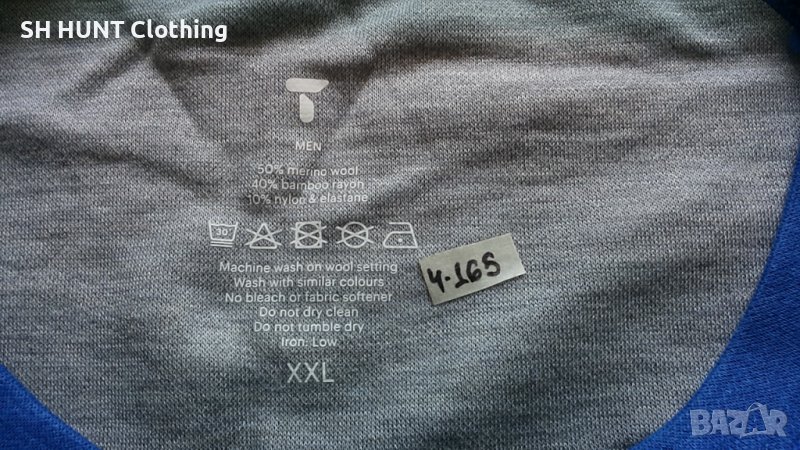 SH HUNT Clothing
T
MEN
50% merino wool
40% bamboo rayon
10% nylon & elastane
30
Machine wash on wool setting
Wash with similar colours
No bleach or fabric softener
Do not dry clean
Do not tumble dry
Iron: Low
XXL
4-165
BAZAR